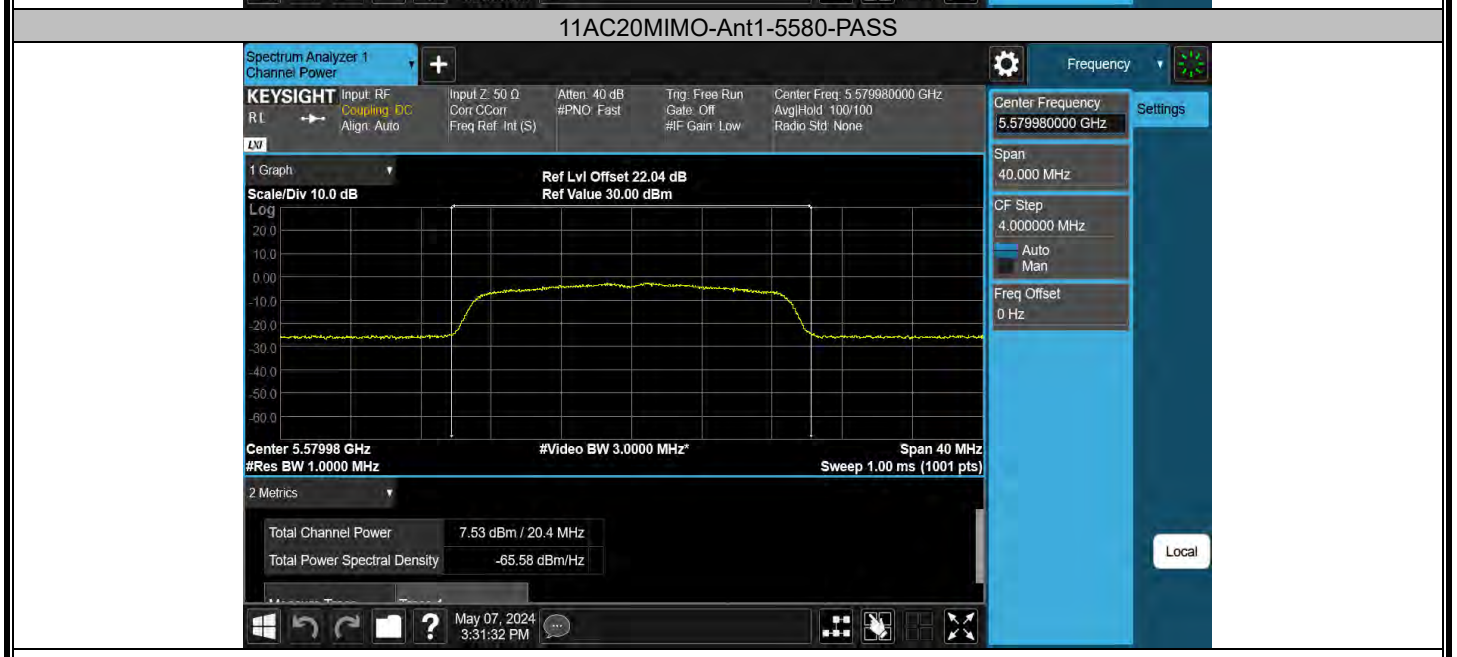 11AC20MIMO-Ant1-5580-PASS
Spectrum Analyzer 1
Channel Power
Frequency
KEYSIGHT
Input: RF
Coupling: DC
Align: Auto
Input Z: 50 Ω
Corr CCorr
Freq Ref: Int (S)
Atten: 40 dB
#PNO: Fast
Trig: Free Run
Gate: Off
#IF Gain: Low
Center Freq: 5.579980000 GHz
Avg|Hold: 100/100
Radio Std: None
LXI
Center Frequency
5.579980000 GHz
Settings
Span
40.000 MHz
CF Step
4.000000 MHz
Auto
Man
Freq Offset
0 Hz
1 Graph
Scale/Div 10.0 dB
Ref Lvl Offset 22.04 dB
Ref Value 30.00 dBm
Log
20.0
10.0
0.00
-10.0
-20.0
-30.0
-40.0
-50.0
-60.0
Center 5.57998 GHz
#Video BW 3.0000 MHz*
Span 40 MHz
#Res BW 1.0000 MHz
Sweep 1.00 ms (1001 pts)
2 Metrics
Total Channel Power 7.53 dBm / 20.4 MHz
Total Power Spectral Density -65.58 dBm/Hz
Local
?
May 07, 2024
3:31:32 PM